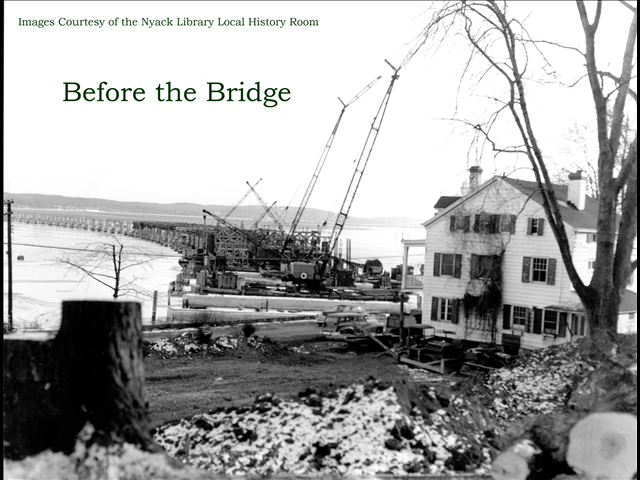 Images Courtesy of the Nyack Library Local History Room
Before the Bridge